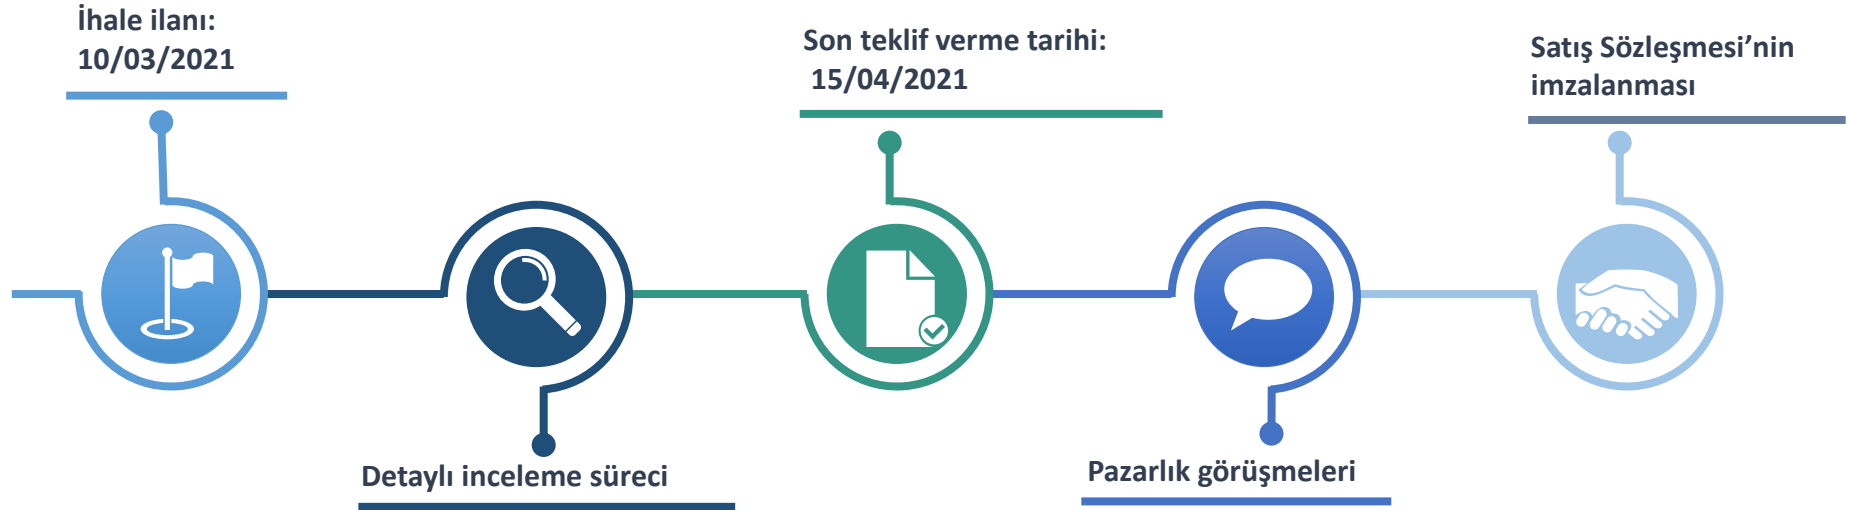 İhale ilanı:
10/03/2021
Detaylı inceleme süreci
Son teklif verme tarihi:
15/04/2021
Pazarlık görüşmeleri
Satış Sözleşmesi’nin
imzalanması